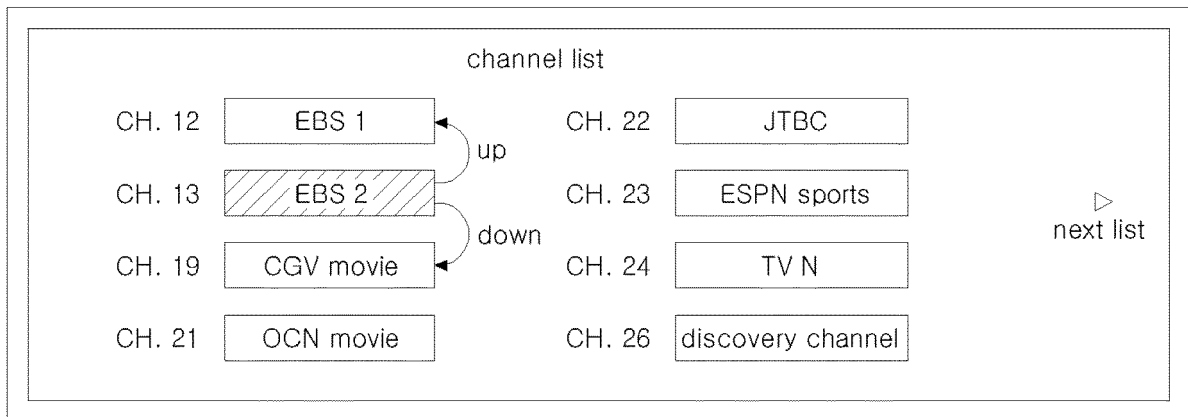 channel list
CH. 12 EBS 1
up
CH. 13 EBS 2
down
CH. 19 CGV movie
CH. 21 OCN movie
CH. 22 JTBC
CH. 23 ESPN sports
CH. 24 TV N
CH. 26 discovery channel
next list